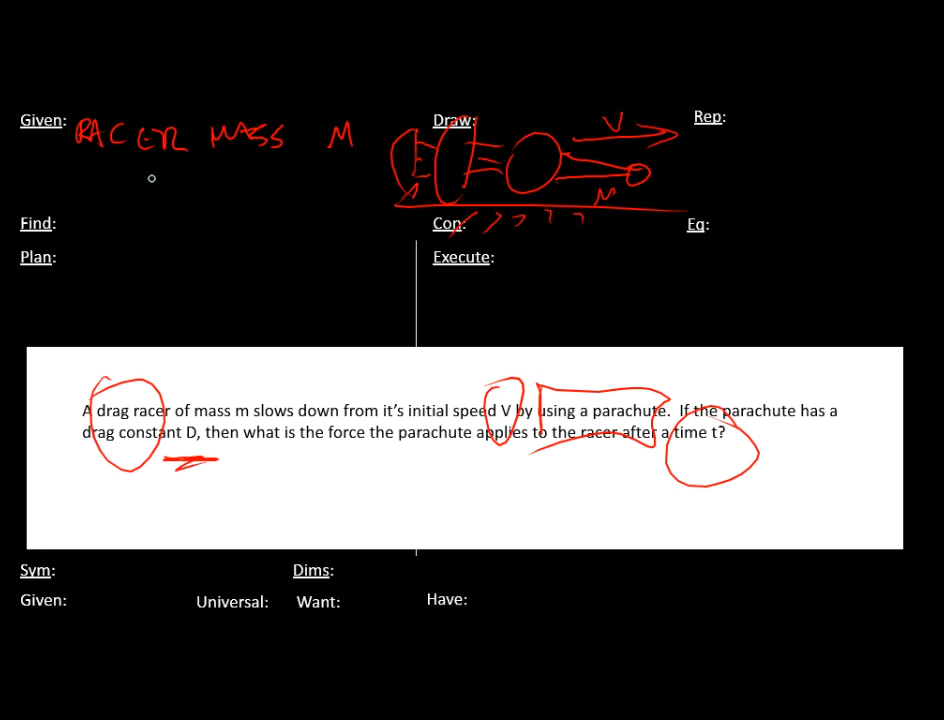 Given: RACER MASS M
Draw: V
Rep:
M
Find:
Con:
Eq:
Plan:
Execute:
A drag racer of mass m slows down from it's initial speed V by using a parachute. If the parachute has a
drag constant D, then what is the force the parachute applies to the racer after a time t?
Sym:
Dims:
Given:
Universal:
Want:
Have: